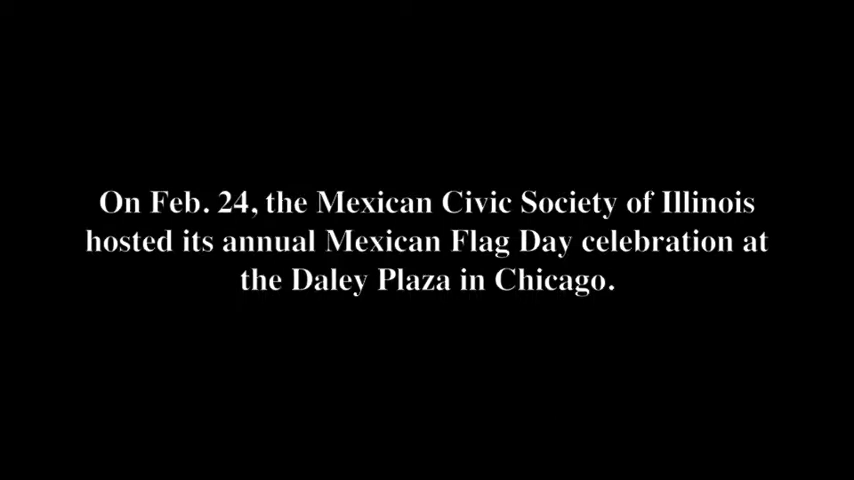 On Feb. 24, the Mexican Civic Society of Illinois
hosted its annual Mexican Flag Day celebration at
the Daley Plaza in Chicago.